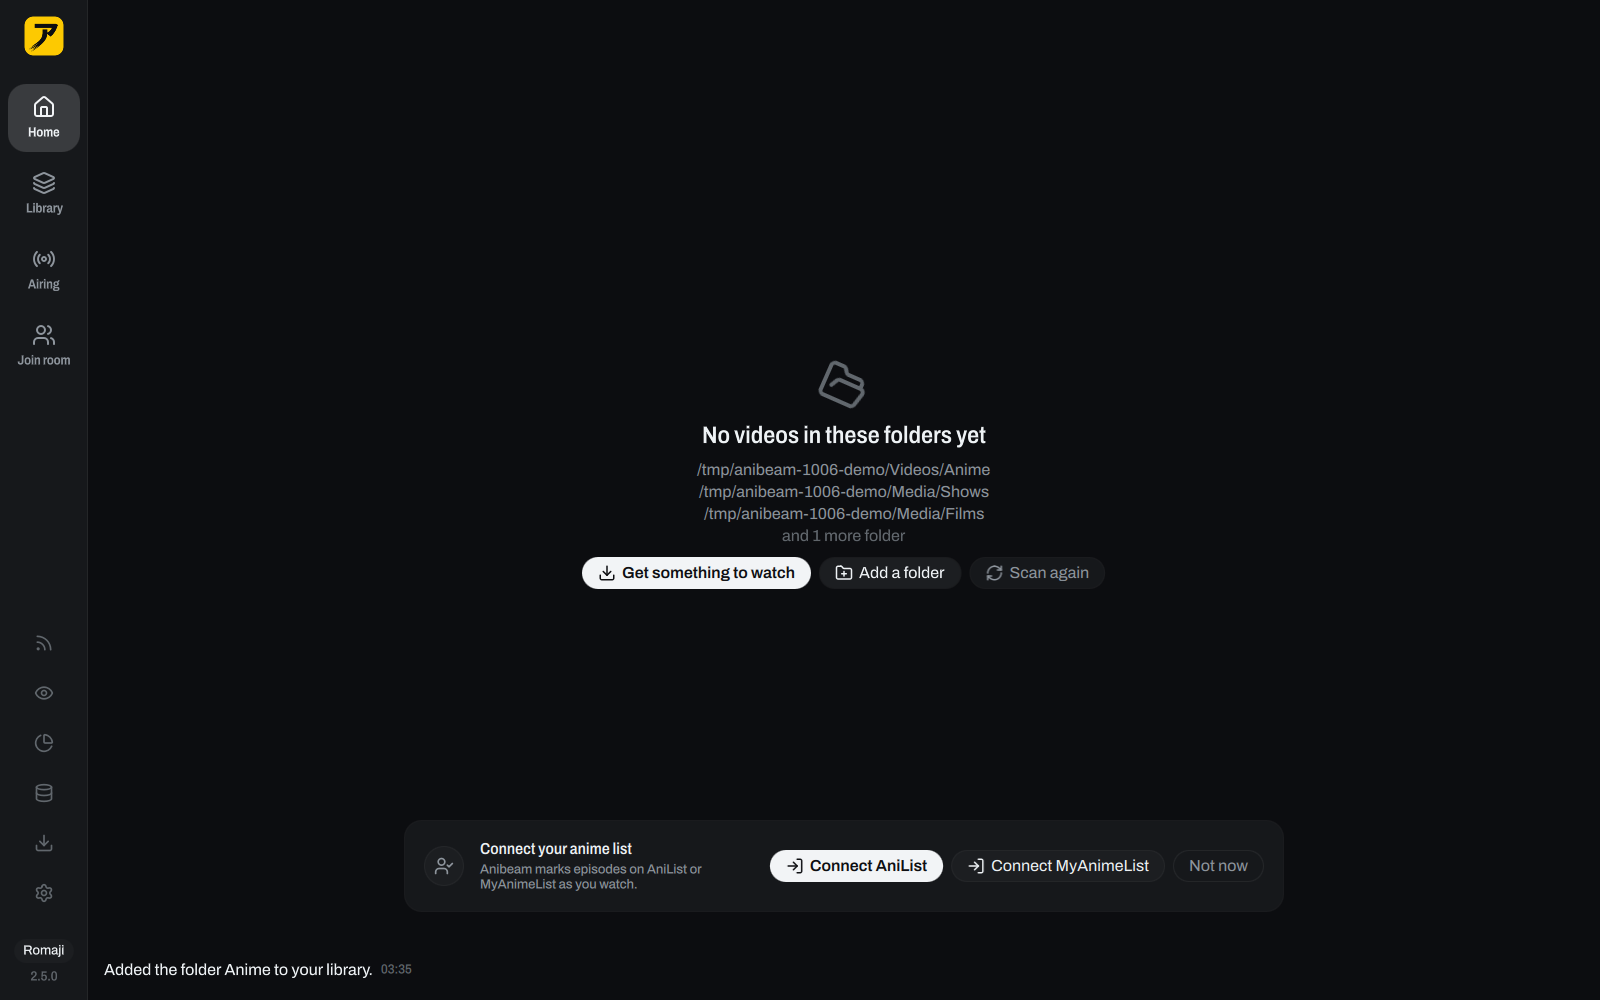 ア
Home
Library
Airing
Join room
Romaji
2.5.0
No videos in these folders yet
/tmp/anibeam-1006-demo/Videos/Anime
/tmp/anibeam-1006-demo/Media/Shows
/tmp/anibeam-1006-demo/Media/Films
and 1 more folder
Get something to watch
Add a folder
Scan again
Connect your anime list
Anibeam marks episodes on AniList or
MyAnimeList as you watch.
Connect AniList
Connect MyAnimeList
Not now
Added the folder Anime to your library. 03:35